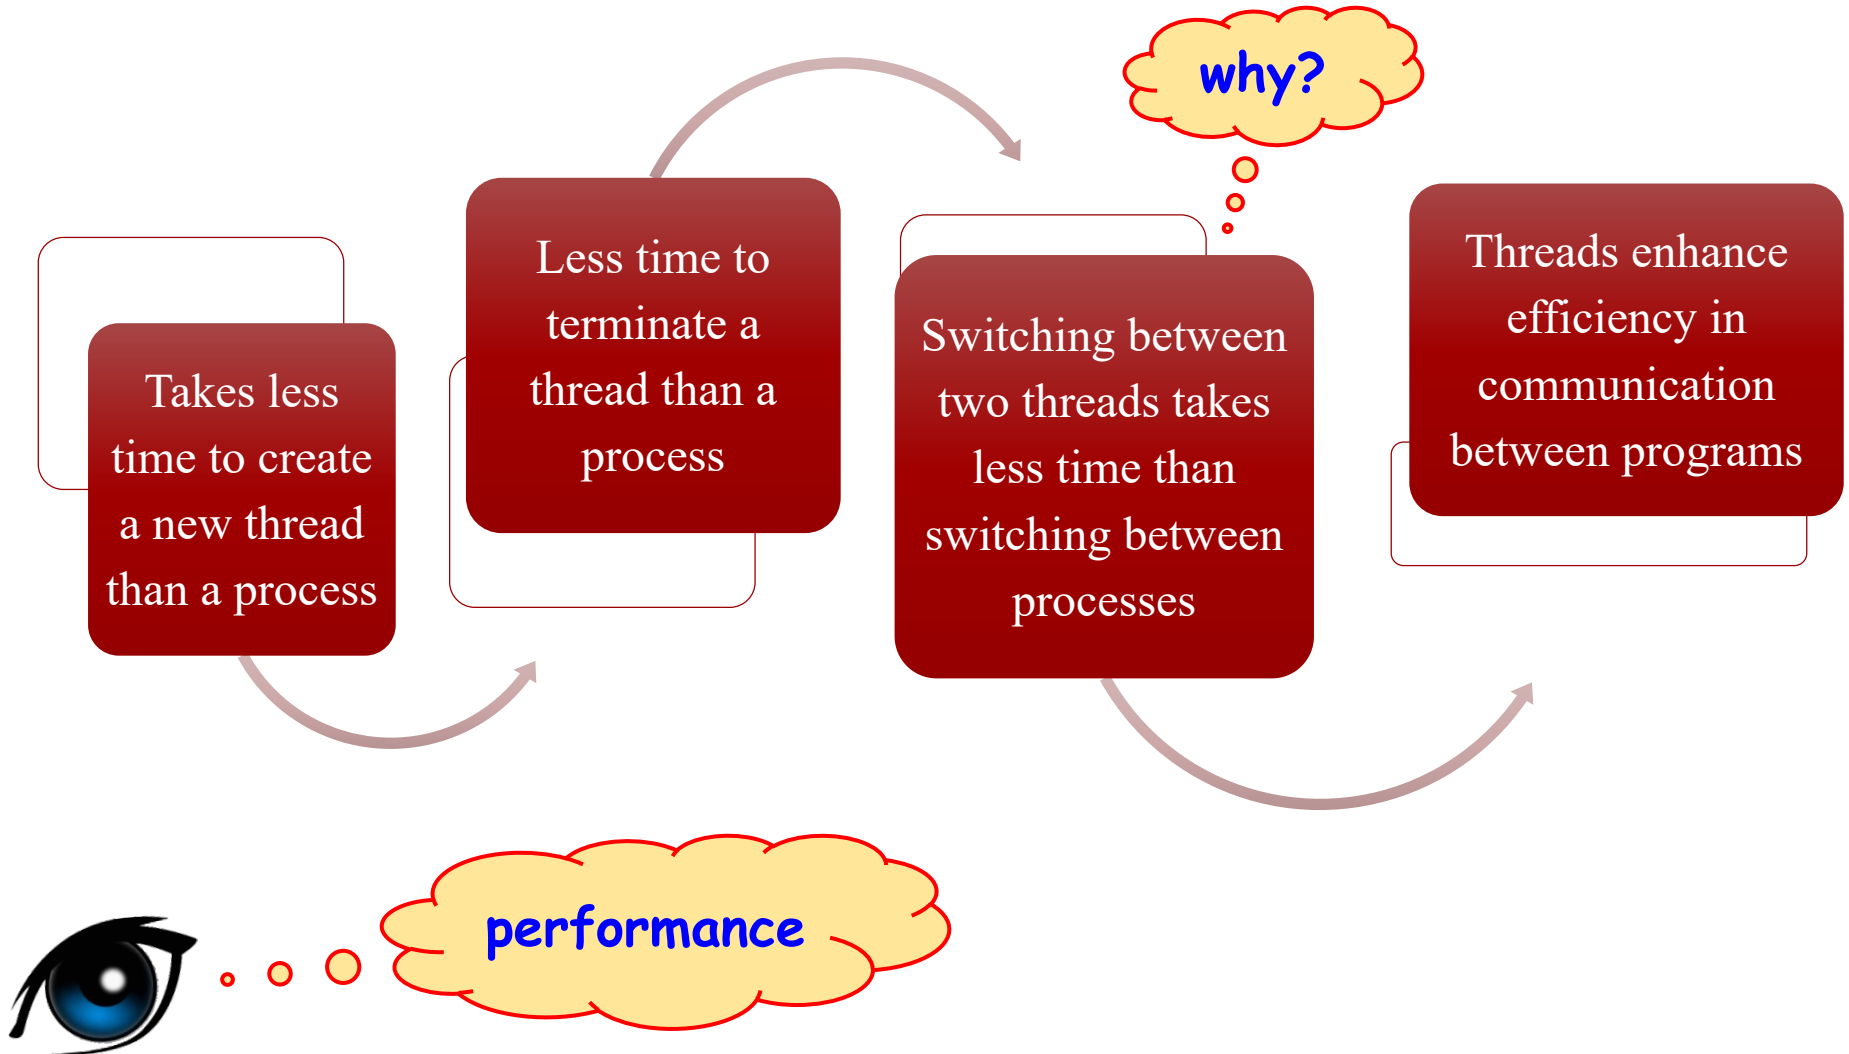 why?
Takes less
time to create
a new thread
than a process
Less time to
terminate a
thread than a
process
Switching between
two threads takes
less time than
switching between
processes
Threads enhance
efficiency in
communication
between programs
performance